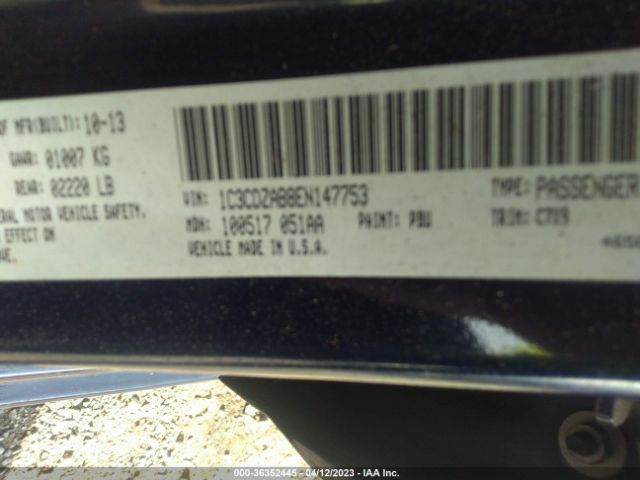 OF MFR(BUILT): 10-13
GAWR: 01007 KG
REAR: 02220 LB
VIN: 1C3CDZAB8EN147753 TYPE: PASSENGER
ERAL MOTOR VEHICLE SAFETY. MDH: 100517 051AA PAINT: PBU TRIM: C7X9
EFFECT ON VEHICLE MADE IN U.S.A.
000-36352445 - 04/12/2023 - IAA Inc.